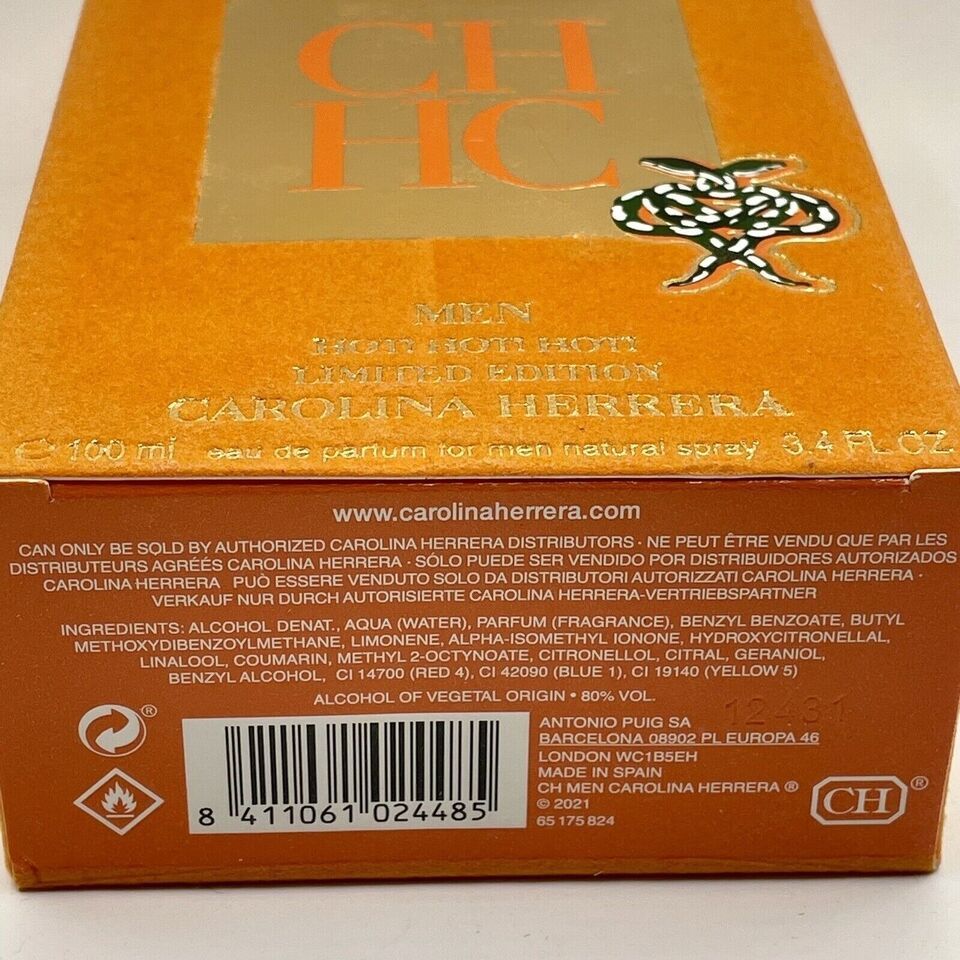 CH
HC
MEN
HOT! HOT! HOT!
LIMITED EDITION
CAROLINA HERRERA
℮ 100 ml eau de parfum for men natural spray 3.4 FL OZ
www.carolinaherrera.com
CAN ONLY BE SOLD BY AUTHORIZED CAROLINA HERRERA DISTRIBUTORS · NE PEUT ÊTRE VENDU QUE PAR LES
DISTRIBUTEURS AGRÉÉS CAROLINA HERRERA · SÓLO PUEDE SER VENDIDO POR DISTRIBUIDORES AUTORIZADOS
CAROLINA HERRERA PUÒ ESSERE VENDUTO SOLO DA DISTRIBUTORI AUTORIZZATI CAROLINA HERRERA ·
VERKAUF NUR DURCH AUTORISIERTE CAROLINA HERRERA-VERTRIEBSPARTNER
INGREDIENTS: ALCOHOL DENAT., AQUA (WATER), PARFUM (FRAGRANCE), BENZYL BENZOATE, BUTYL
METHOXYDIBENZOYLMETHANE, LIMONENE, ALPHA-ISOMETHYL IONONE, HYDROXYCITRONELLAL,
LINALOOL, COUMARIN, METHYL 2-OCTYNOATE, CITRONELLOL, CITRAL, GERANIOL,
BENZYL ALCOHOL, CI 14700 (RED 4), CI 42090 (BLUE 1), CI 19140 (YELLOW 5)
ALCOHOL OF VEGETAL ORIGIN • 80% VOL.
12431
ANTONIO PUIG SA
BARCELONA 08902 PL EUROPA 46
LONDON WC1B5EH
MADE IN SPAIN
CH MEN CAROLINA HERRERA ®
© 2021
65 175 824
®
8 411061 024485
CH ®